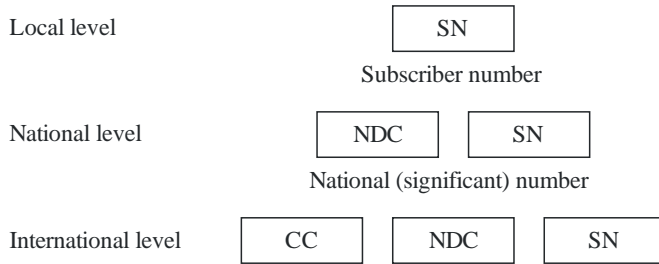 Local level SN
Subscriber number
National level NDC SN
National (significant) number
International level CC NDC SN